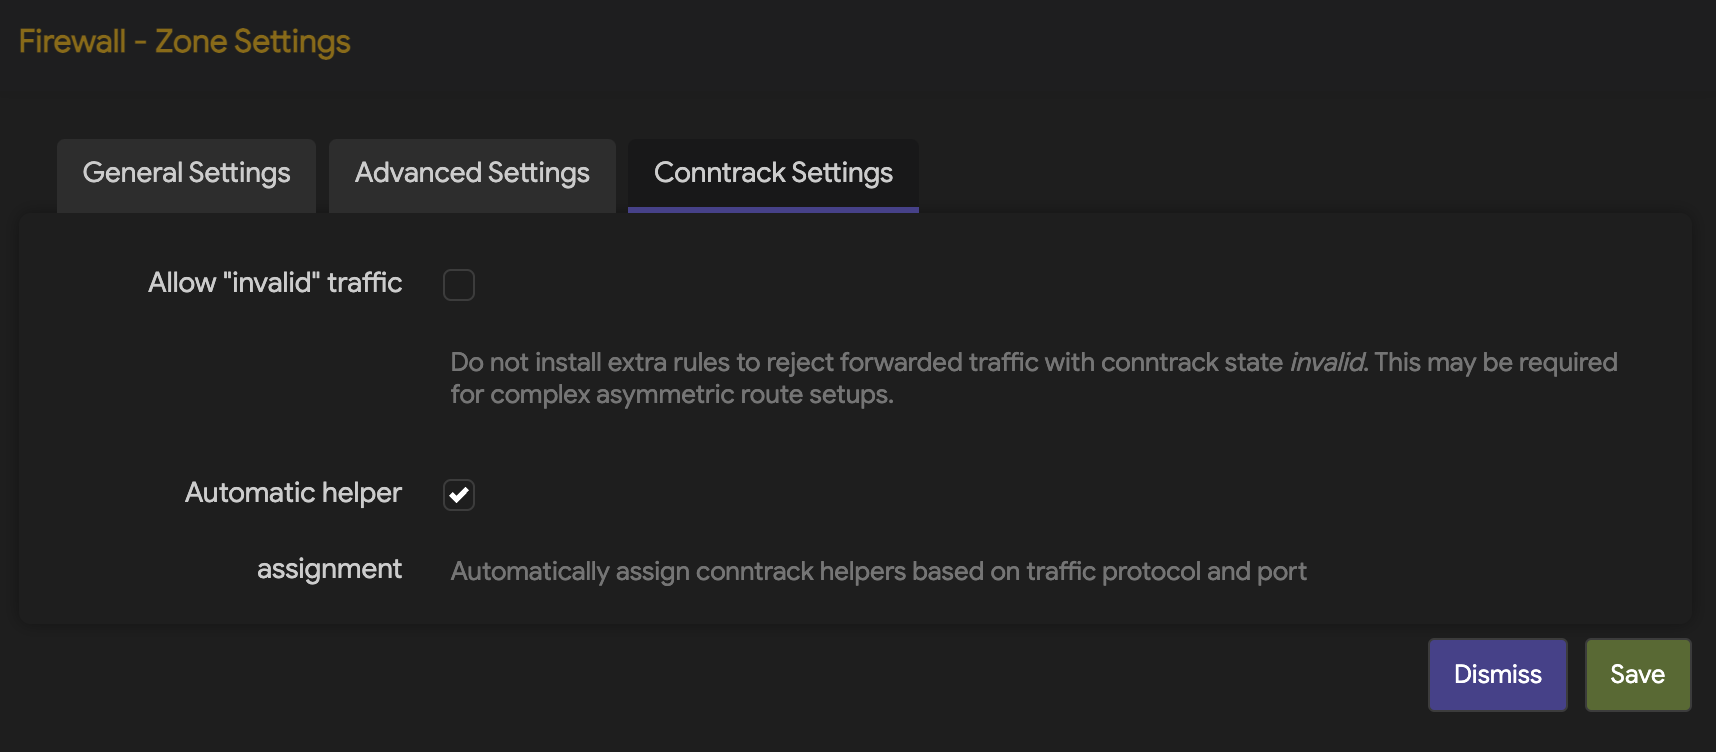 Firewall - Zone Settings
General Settings
Advanced Settings
Conntrack Settings
Allow "invalid" traffic
Do not install extra rules to reject forwarded traffic with conntrack state invalid. This may be required
for complex asymmetric route setups.
Automatic helper
assignment
Automatically assign conntrack helpers based on traffic protocol and port
Dismiss
Save